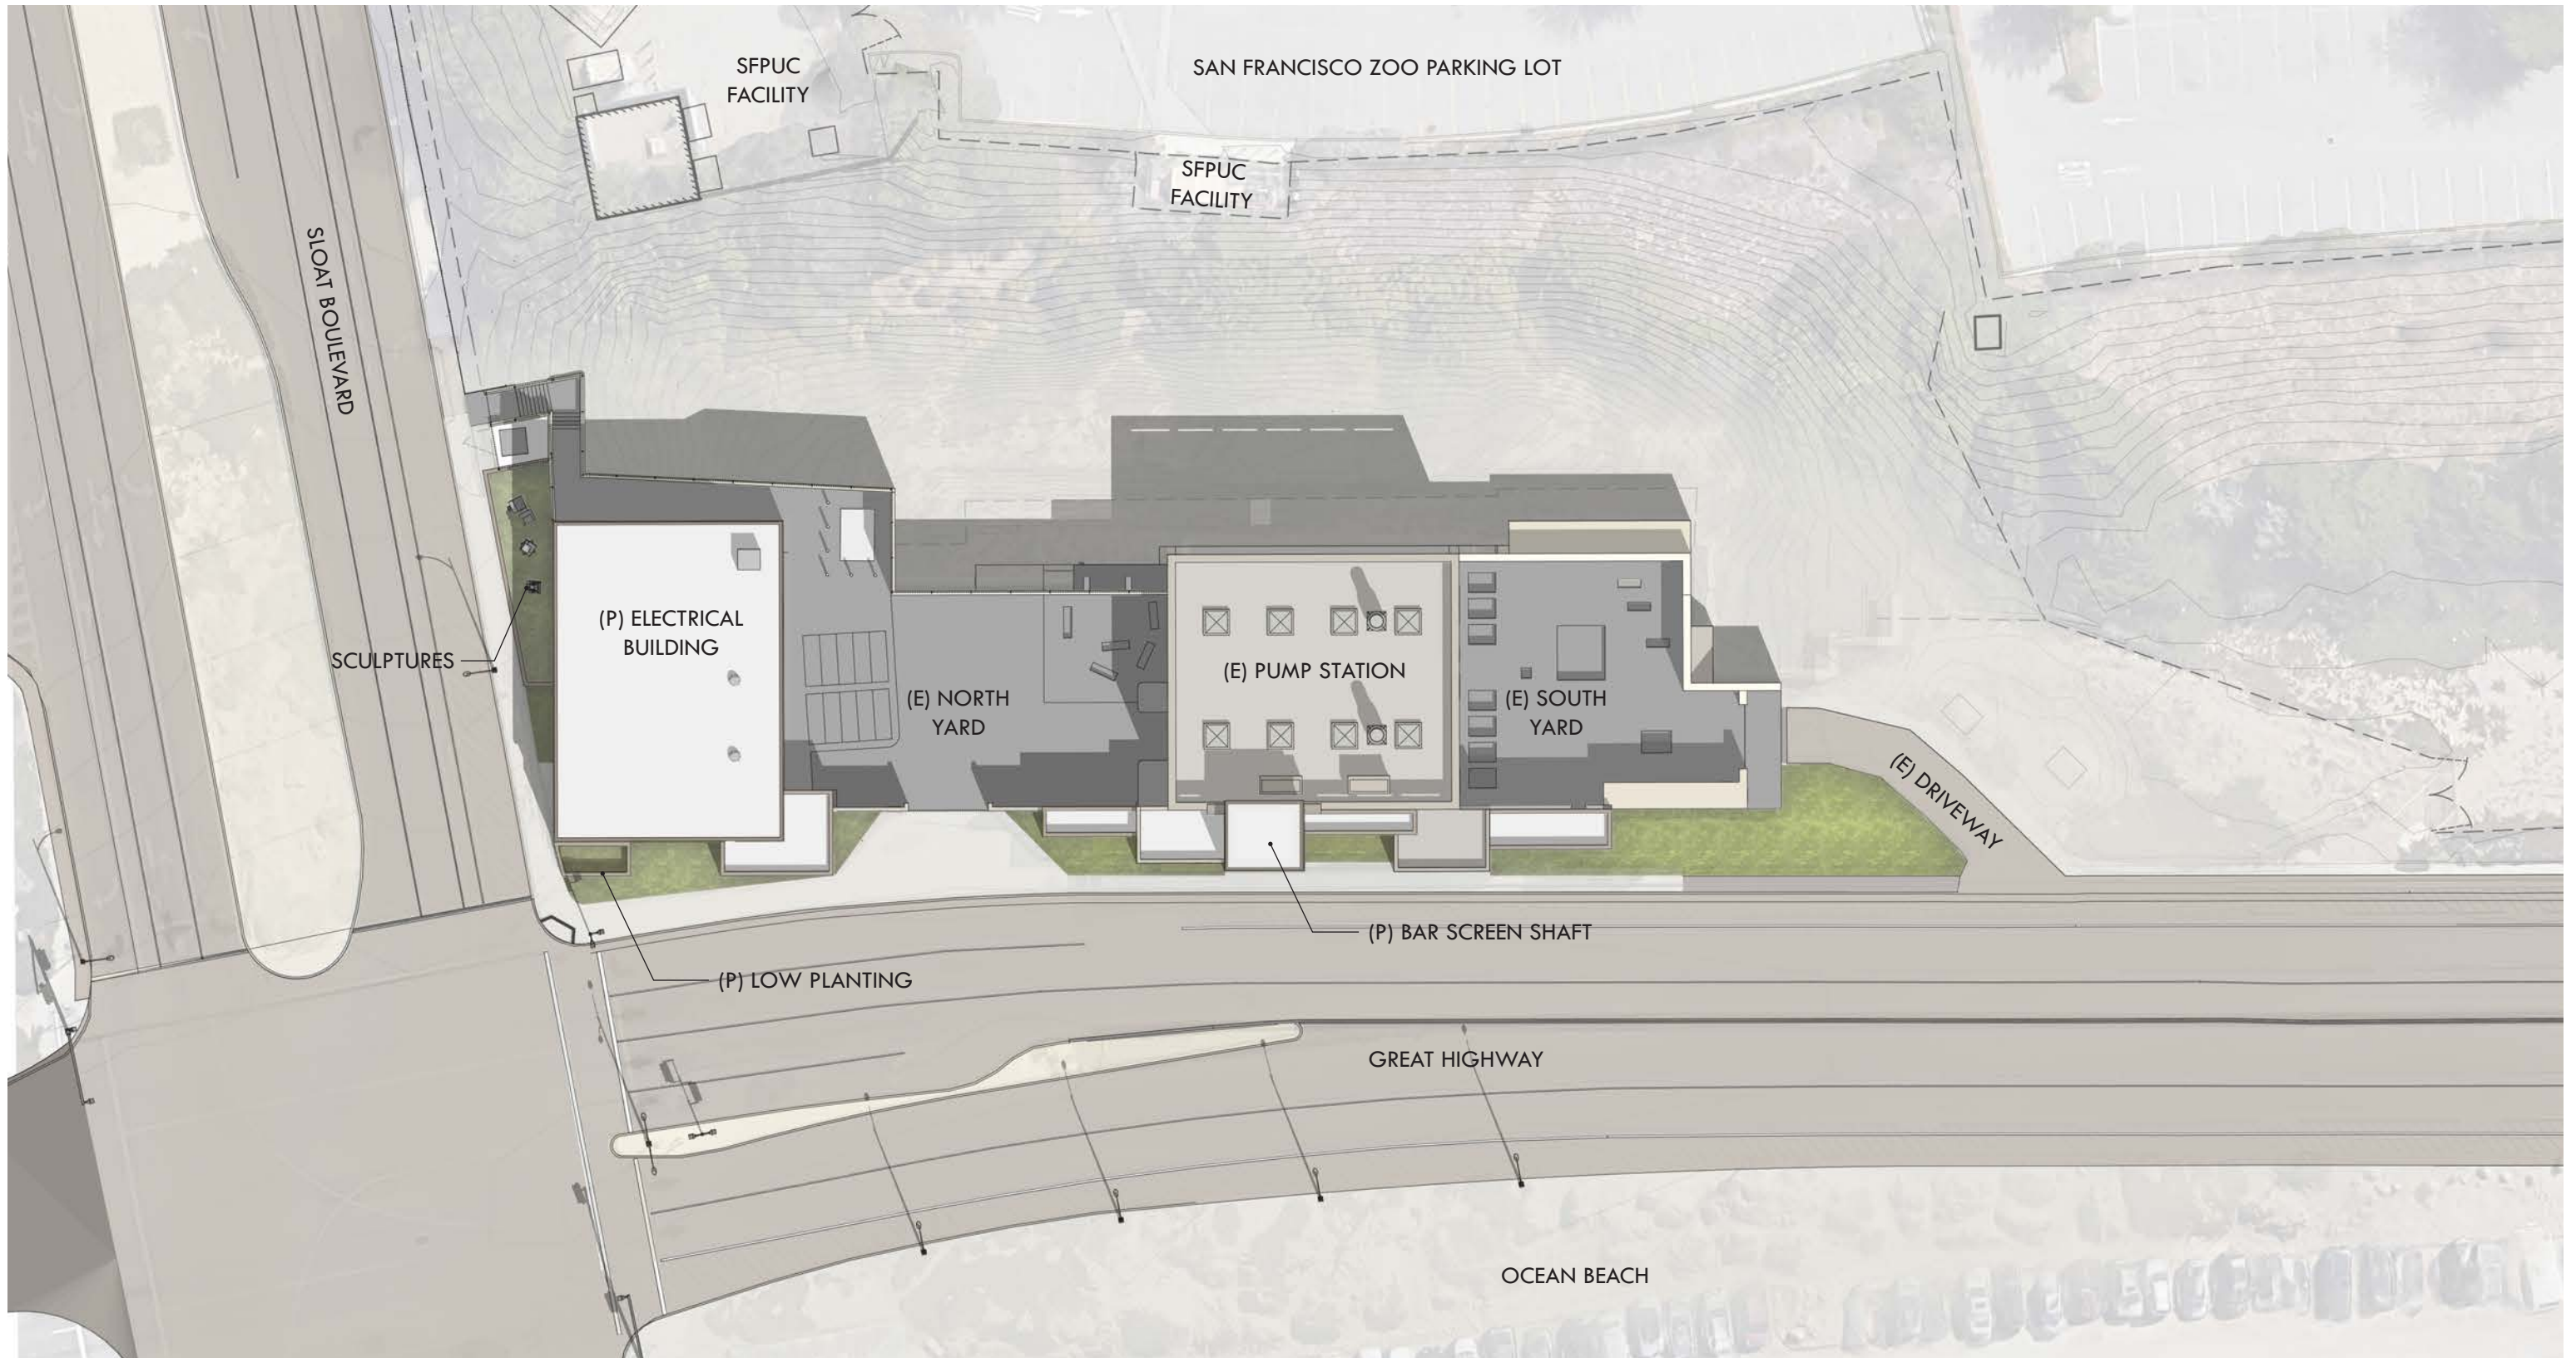 SFPUC
FACILITY
SAN FRANCISCO ZOO PARKING LOT
SFPUC
FACILITY
SLOAT BOULEVARD
(P) ELECTRICAL
BUILDING
SCULPTURES
(E) NORTH
YARD
(E) PUMP STATION
(E) SOUTH
YARD
(E) DRIVEWAY
(P) BAR SCREEN SHAFT
(P) LOW PLANTING
GREAT HIGHWAY
OCEAN BEACH